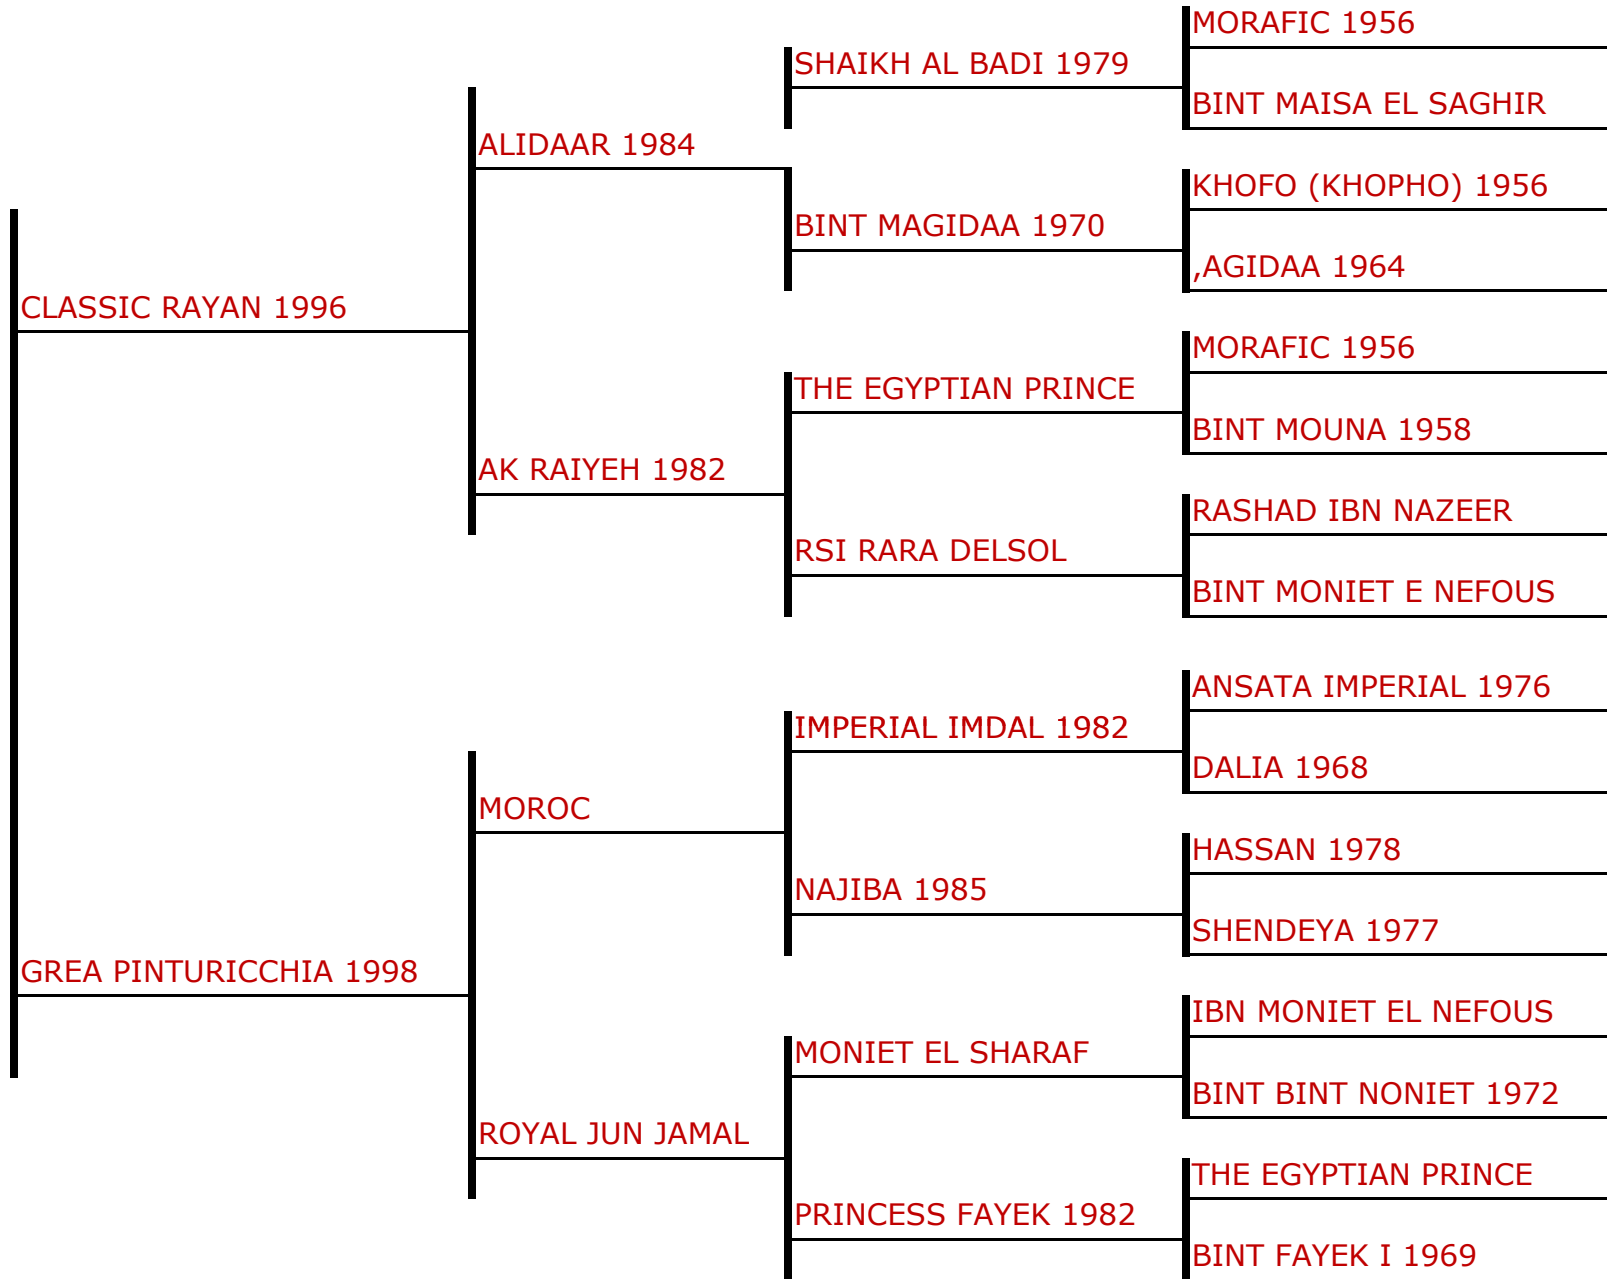 MORAFIC 1956
SHAIKH AL BADI 1979
BINT MAISA EL SAGHIR
ALIDAAR 1984
KHOFO (KHOPHO) 1956
BINT MAGIDAA 1970
,AGIDAA 1964
CLASSIC RAYAN 1996
MORAFIC 1956
THE EGYPTIAN PRINCE
BINT MOUNA 1958
AK RAIYEH 1982
RASHAD IBN NAZEER
RSI RARA DELSOL
BINT MONIET E NEFOUS
ANSATA IMPERIAL 1976
IMPERIAL IMDAL 1982
DALIA 1968
MOROC
HASSAN 1978
NAJIBA 1985
SHENDEYA 1977
GREA PINTURICCHIA 1998
IBN MONIET EL NEFOUS
MONIET EL SHARAF
BINT BINT NONIET 1972
ROYAL JUN JAMAL
THE EGYPTIAN PRINCE
PRINCESS FAYEK 1982
BINT FAYEK I 1969